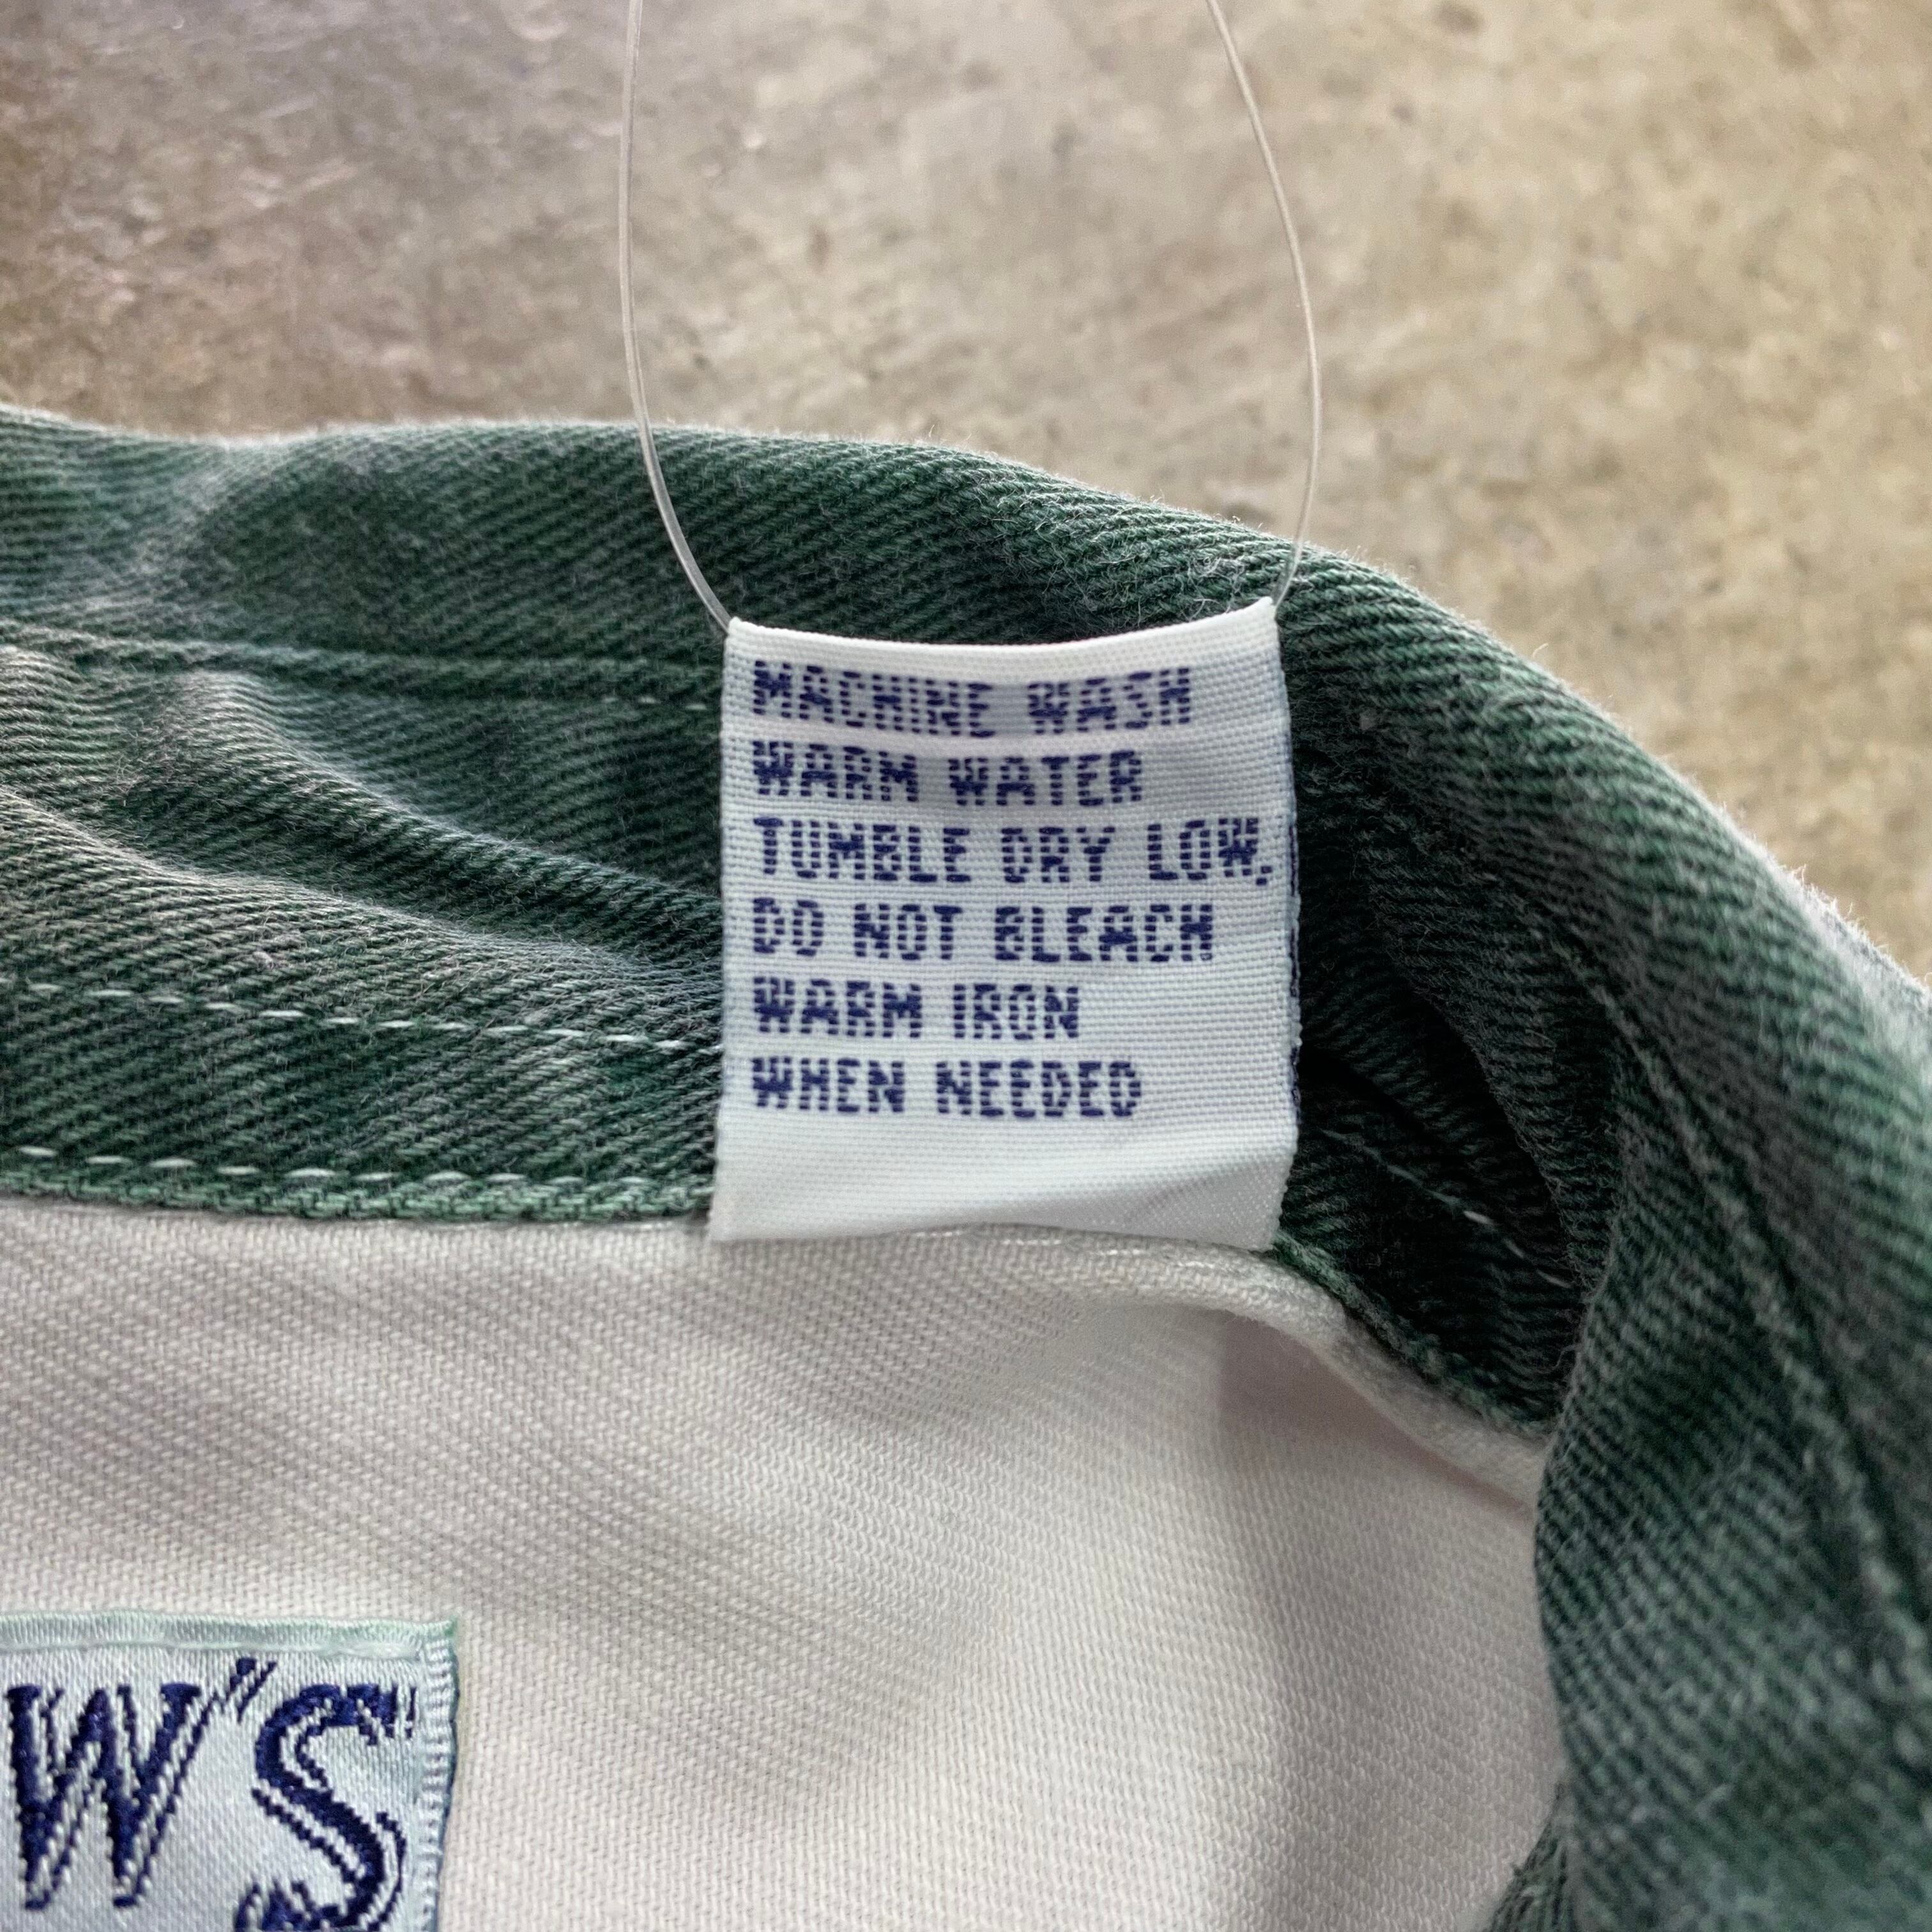 MACHINE WASH
WARM WATER
TUMBLE DRY LOW,
DO NOT BLEACH
WARM IRON
WHEN NEEDED
W'S